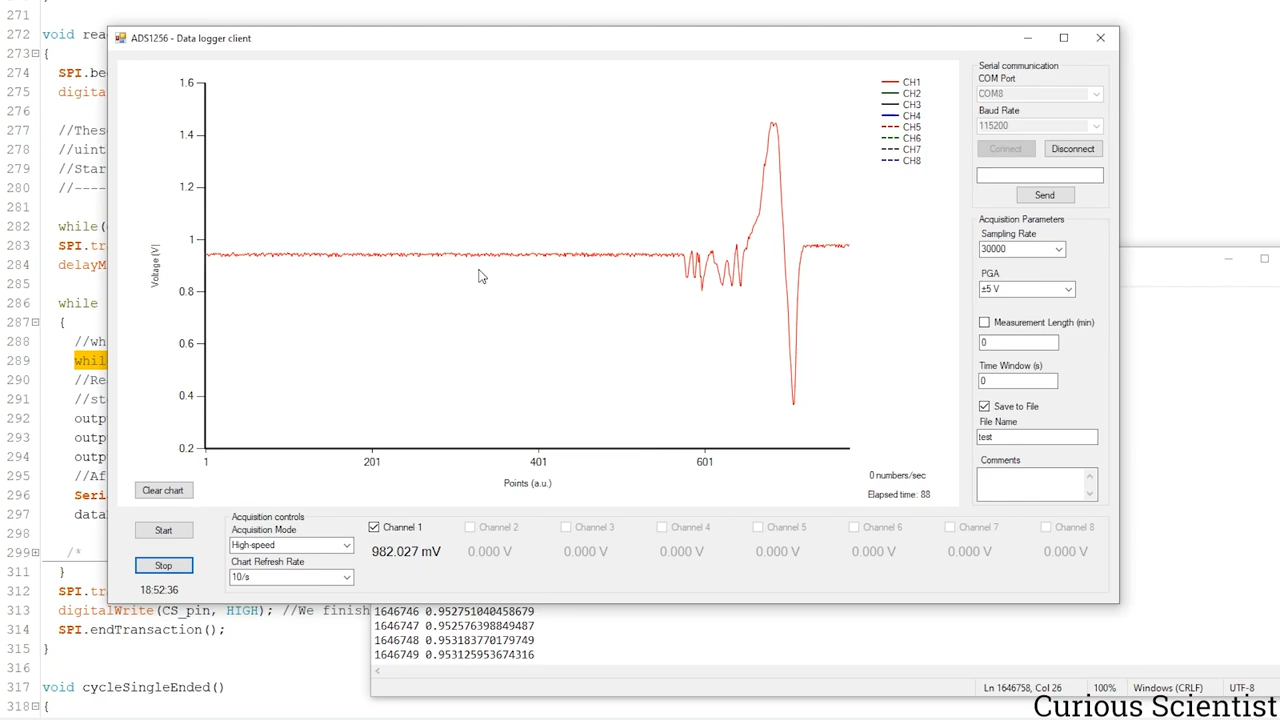 271
272 void rea
273 {
274 SPI.be
275 digita
276
277 //These
278 //uint
279 //Star
280 //----
281
282 while(
283 SPI.tr
284 delayM
285
286 while
287 {
288 //wh
289 whil
290 //Re
291 //st
292 outp
293 outp
294 outp
295 //Af
296 Seri
297 data
298
299 /*
311 }
312 SPI.tr
313 digitalWrite(CS_pin, HIGH); //We finish
314 SPI.endTransaction();
315 }
316
317 void cycleSingleEnded()
318 {
ADS1256 - Data logger client
1.6
1.4
1.2
1
0.8
0.6
0.4
0.2
Voltage (V)
1
201
401
601
Points (a.u.)
CH1
CH2
CH3
CH4
CH5
CH6
CH7
CH8
0 numbers/sec
Elapsed time: 88
Clear chart
Serial communication
COM Port
COM8
Baud Rate
115200
Connect Disconnect
Send
Acquisition Parameters
Sampling Rate
30000
PGA
±5 V
Measurement Length (min)
0
Time Window (s)
0
Save to File
File Name
test
Comments
Start
Stop
18:52:36
Acquisition controls
Acquisition Mode
High-speed
Chart Refresh Rate
10/s
Channel 1 Channel 2 Channel 3 Channel 4 Channel 5 Channel 6 Channel 7 Channel 8
982.027 mV 0.000 V 0.000 V 0.000 V 0.000 V 0.000 V 0.000 V 0.000 V
1646746 0.952751040458679
1646747 0.952576398849487
1646748 0.953183770179749
1646749 0.953125953674316
Ln 1646758, Col 26 100% Windows (CRLF) UTF-8
Curious Scientist